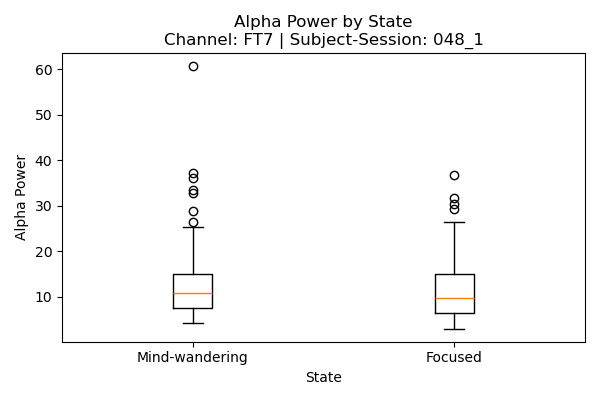 Alpha Power by State
Channel: FT7 | Subject-Session: 048_1
60
50
40
30
20
10
Alpha Power
Mind-wandering
Focused
State